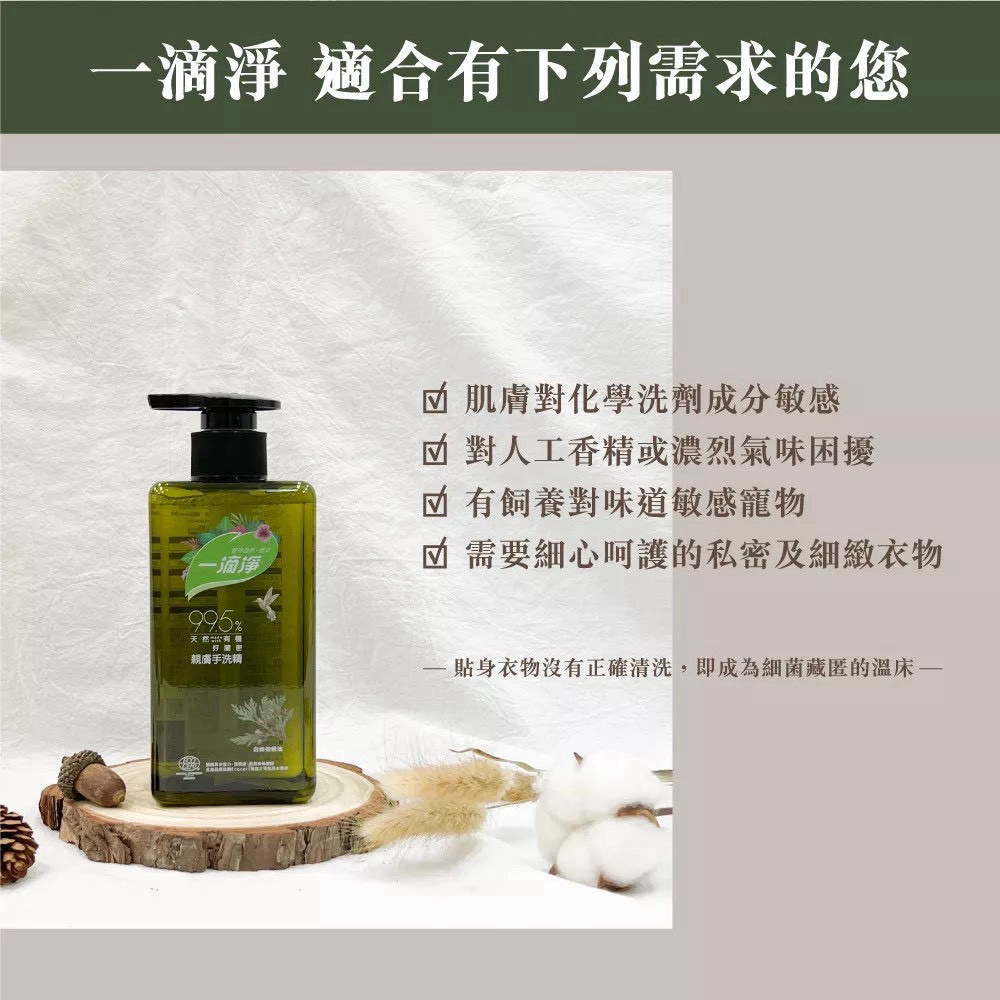 一滴淨 適合有下列需求的您
☑ 肌膚對化學洗劑成分敏感
☑ 對人工香精或濃烈氣味困擾
☑ 有飼養對味道敏感寵物
☑ 需要細心呵護的私密及細緻衣物
— 貼身衣物沒有正確清洗，即成為細菌藏匿的溫床 —
一滴淨
99.5%
天然 有機
好菌密
親膚手洗精